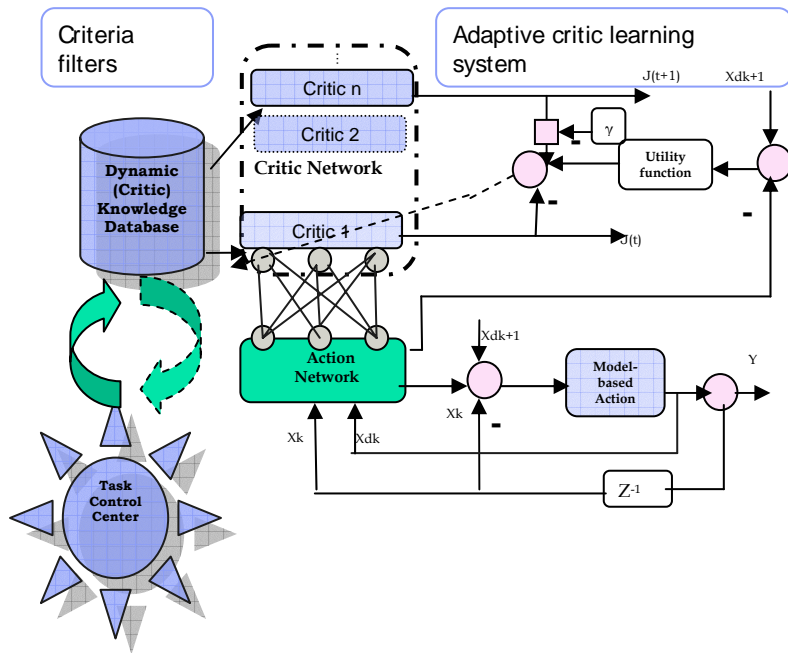 Criteria
filters
Adaptive critic learning
system
J(t+1)
Xdk+1
Critic n
γ
Critic 2
Critic Network
Utility
function
Dynamic
(Critic)
Knowledge
Database
Critic 1
J(t)
Action
Network
Xdk+1
Model-
based
Action
Y
Xk
Xdk
Xk
Z-1
Task
Control
Center